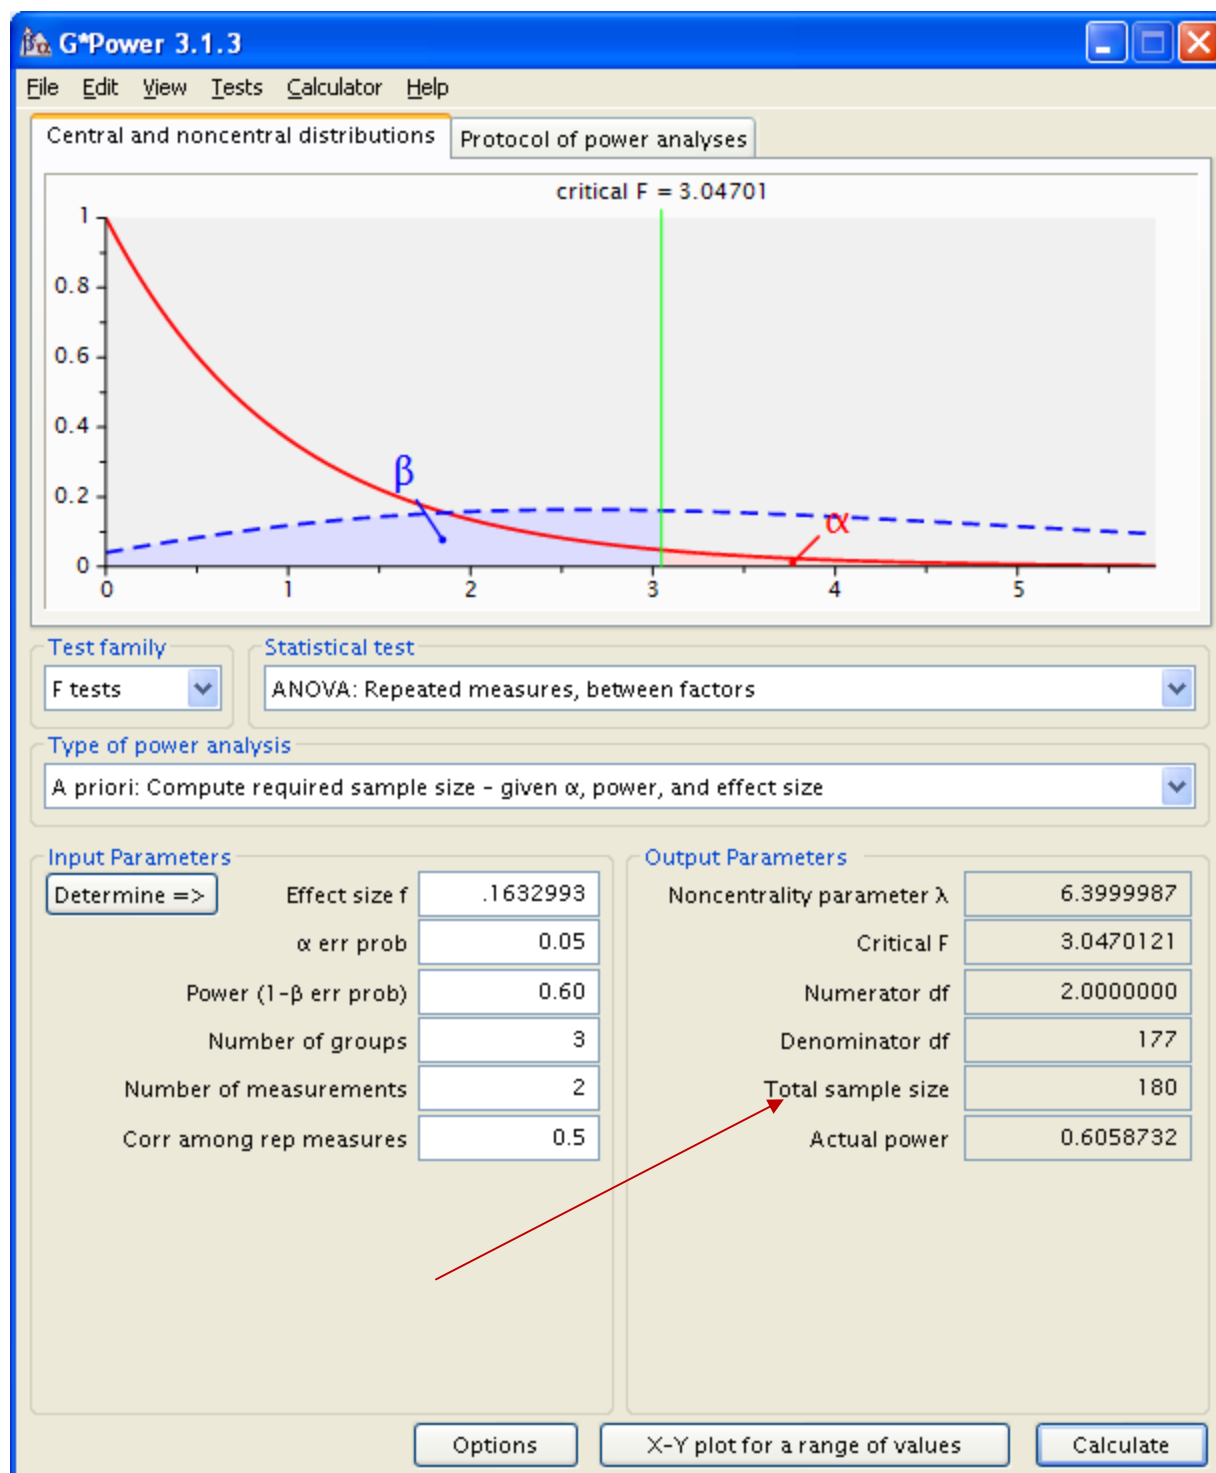 G*Power 3.1.3
File Edit View Tests Calculator Help
Central and noncentral distributions Protocol of power analyses
critical F = 3.04701
1
0.8
0.6
0.4
β
0.2
α
0
0 1 2 3 4 5
Test family Statistical test
F tests ANOVA: Repeated measures, between factors
Type of power analysis
A priori: Compute required sample size - given α, power, and effect size
Input Parameters Output Parameters
Determine => Effect size f .1632993 Noncentrality parameter λ 6.3999987
α err prob 0.05 Critical F 3.0470121
Power (1-β err prob) 0.60 Numerator df 2.0000000
Number of groups 3 Denominator df 177
Number of measurements 2 Total sample size 180
Corr among rep measures 0.5 Actual power 0.6058732
Options X-Y plot for a range of values Calculate